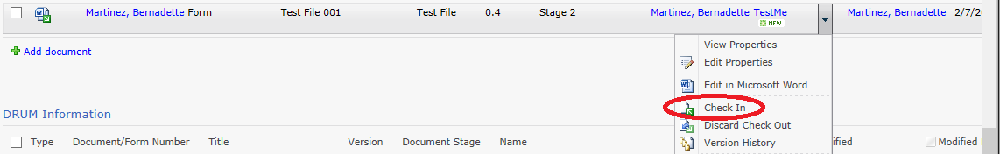 Martinez, Bernadette Form Test File 001 Test File 0.4 Stage 2 Martinez, Bernadette TestMe Martinez, Bernadette 2/7/2
NEW
View Properties
Add document
Edit Properties
Edit in Microsoft Word
Check In
DRUM Information
Discard Check Out
Type Document/Form Number Title Version Document Stage Name Version History ified Modified